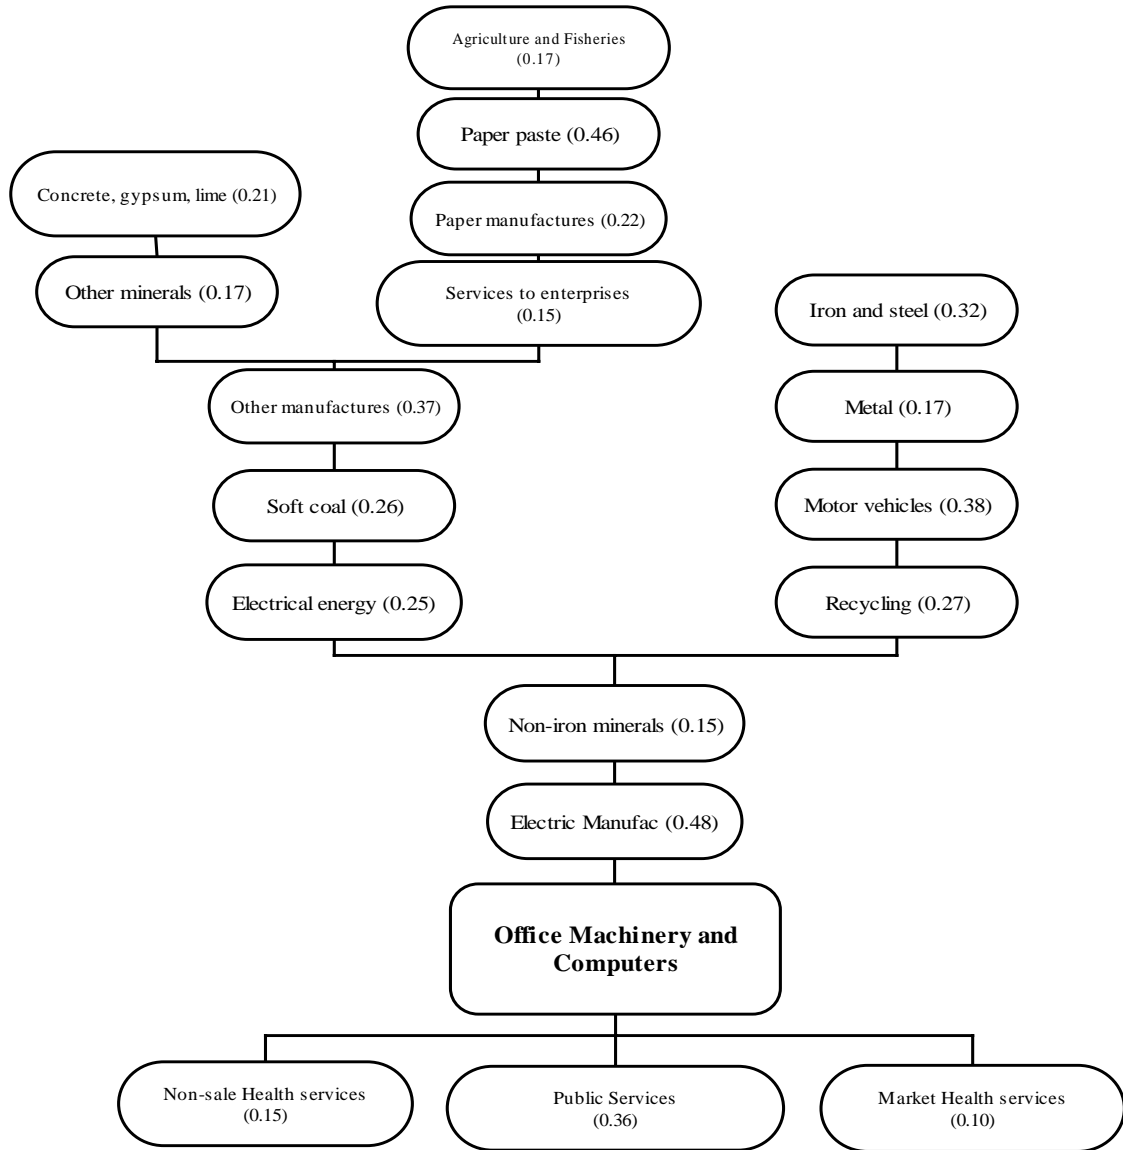 Agriculture and Fisheries
(0.17)
Paper paste (0.46)
Concrete, gypsum, lime (0.21)
Paper manufactures (0.22)
Other minerals (0.17)
Services to enterprises
(0.15)
Iron and steel (0.32)
Other manufactures (0.37)
Metal (0.17)
Soft coal (0.26)
Motor vehicles (0.38)
Electrical energy (0.25)
Recycling (0.27)
Non-iron minerals (0.15)
Electric Manufac (0.48)
Office Machinery and
Computers
Non-sale Health services
(0.15)
Public Services
(0.36)
Market Health services
(0.10)